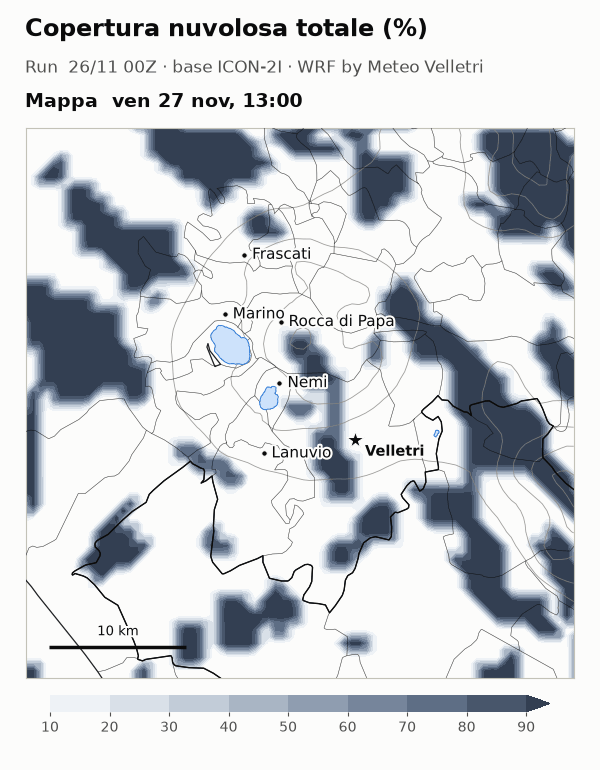 Copertura nuvolosa totale (%)
Run  26/11 00Z · base ICON-2I · WRF by Meteo Velletri
Mappa  ven 27 nov, 13:00
Frascati
Marino
Rocca di Papa
Nemi
Velletri
Lanuvio
10 km
10 20 30 40 50 60 70 80 90